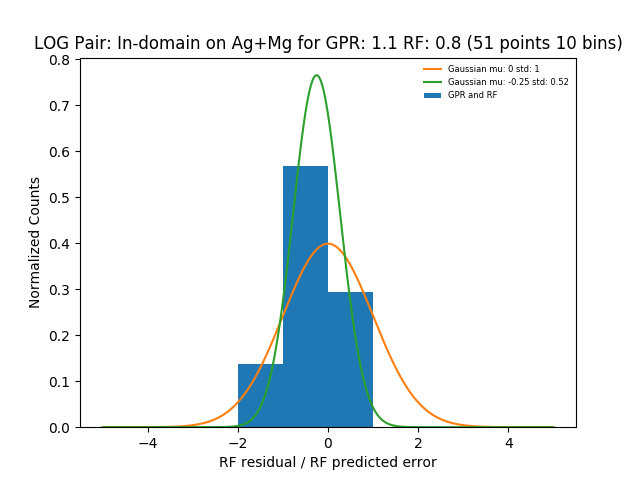 LOG Pair: In-domain on Ag+Mg for GPR: 1.1 RF: 0.8 (51 points 10 bins)
Gaussian mu: 0 std: 1
Gaussian mu: -0.25 std: 0.52
GPR and RF
Normalized Counts
0.8
0.7
0.6
0.5
0.4
0.3
0.2
0.1
0.0
−4 −2 0 2 4
RF residual / RF predicted error